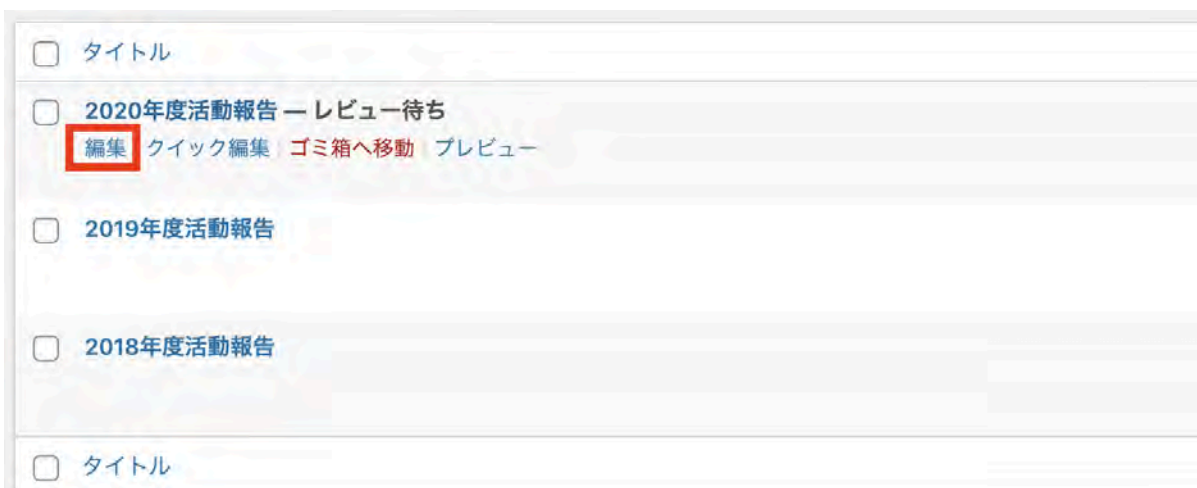 タイトル
2020年度活動報告 — レビュー待ち
編集 | クイック編集 | ゴミ箱へ移動 | プレビュー
2019年度活動報告
2018年度活動報告
タイトル